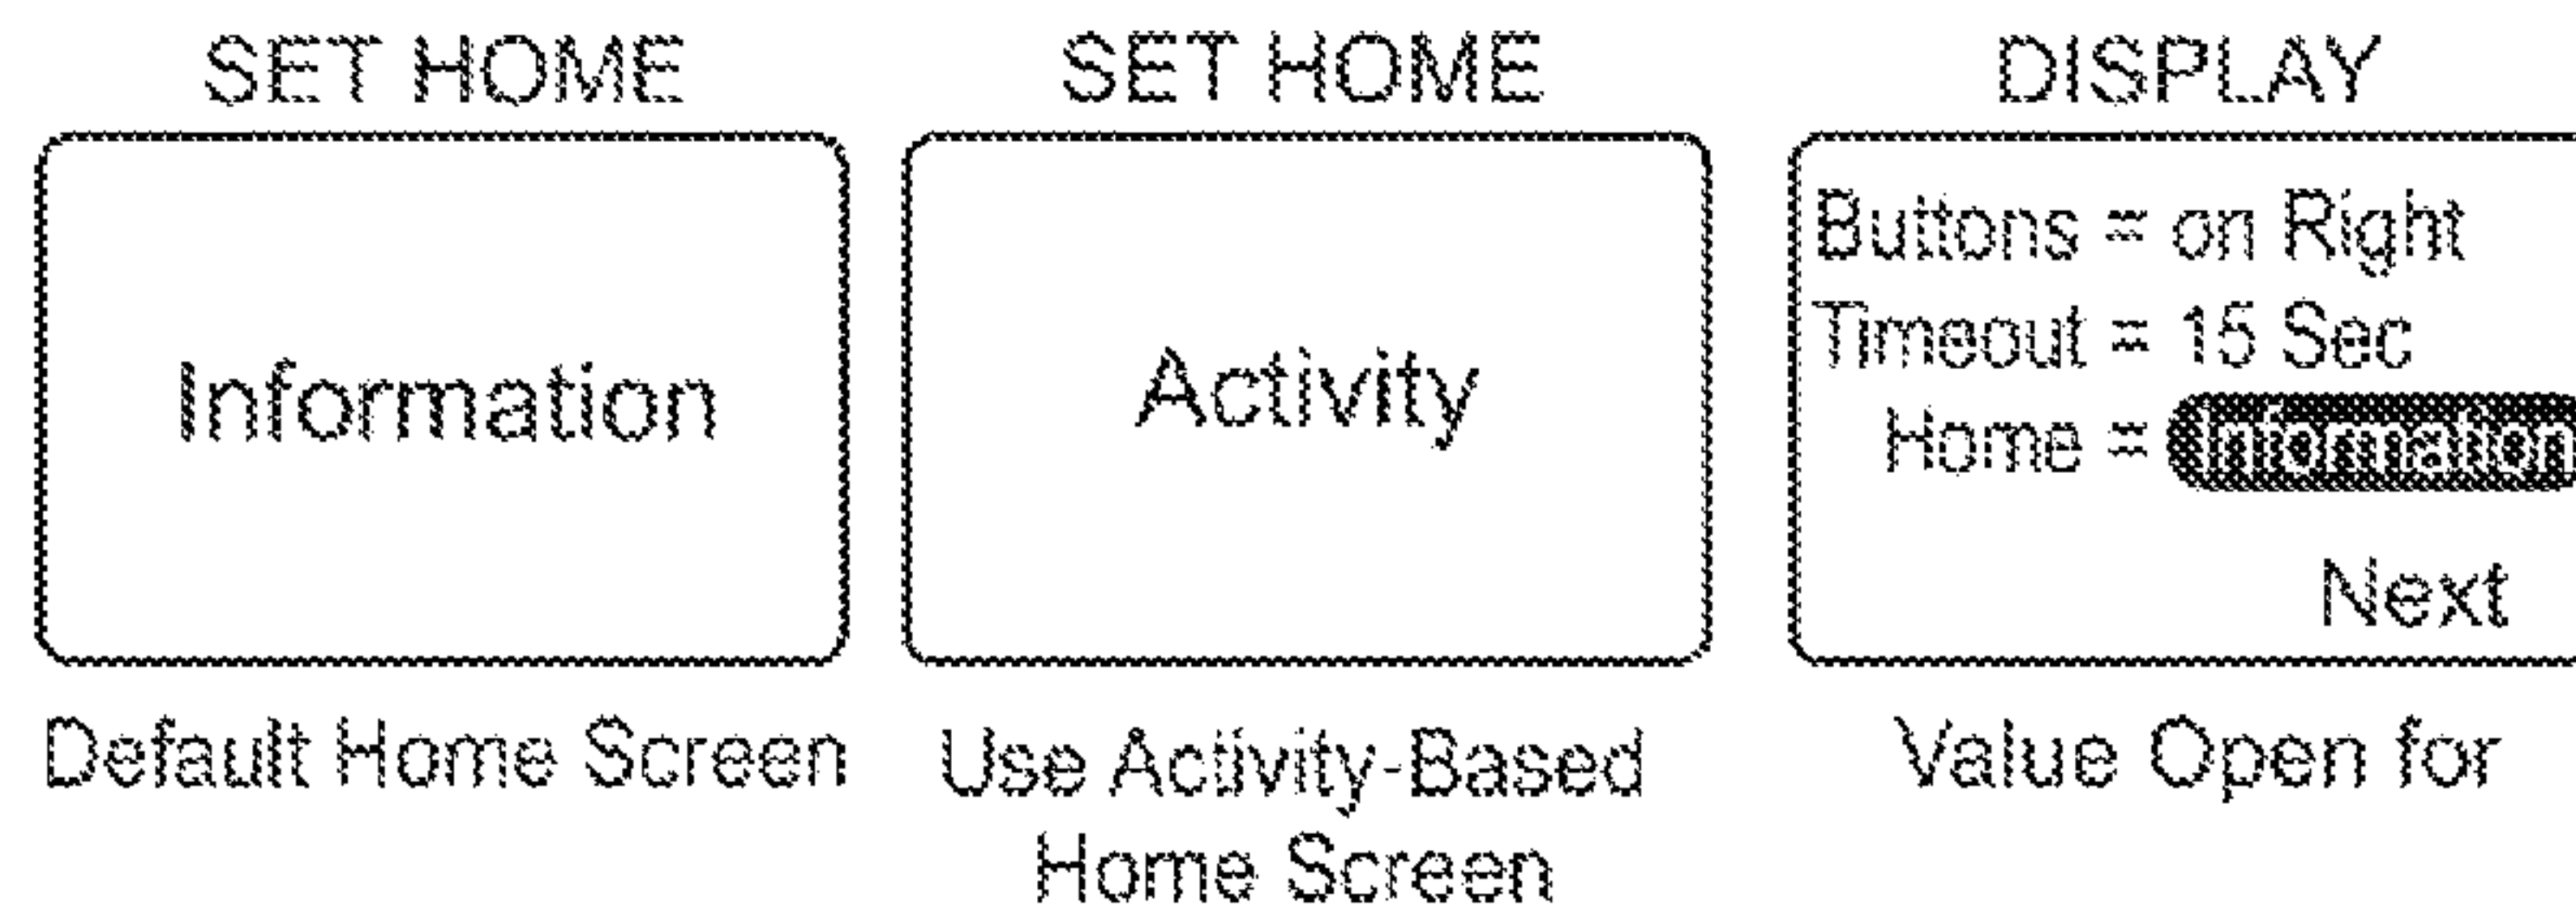 SET HOME
Information
Default Home Screen
SET HOME
Activity
Use Activity-Based
Home Screen
DISPLAY
Buttons = on Right
Timeout = 15 Sec
Home = Information
Next
Value Open for